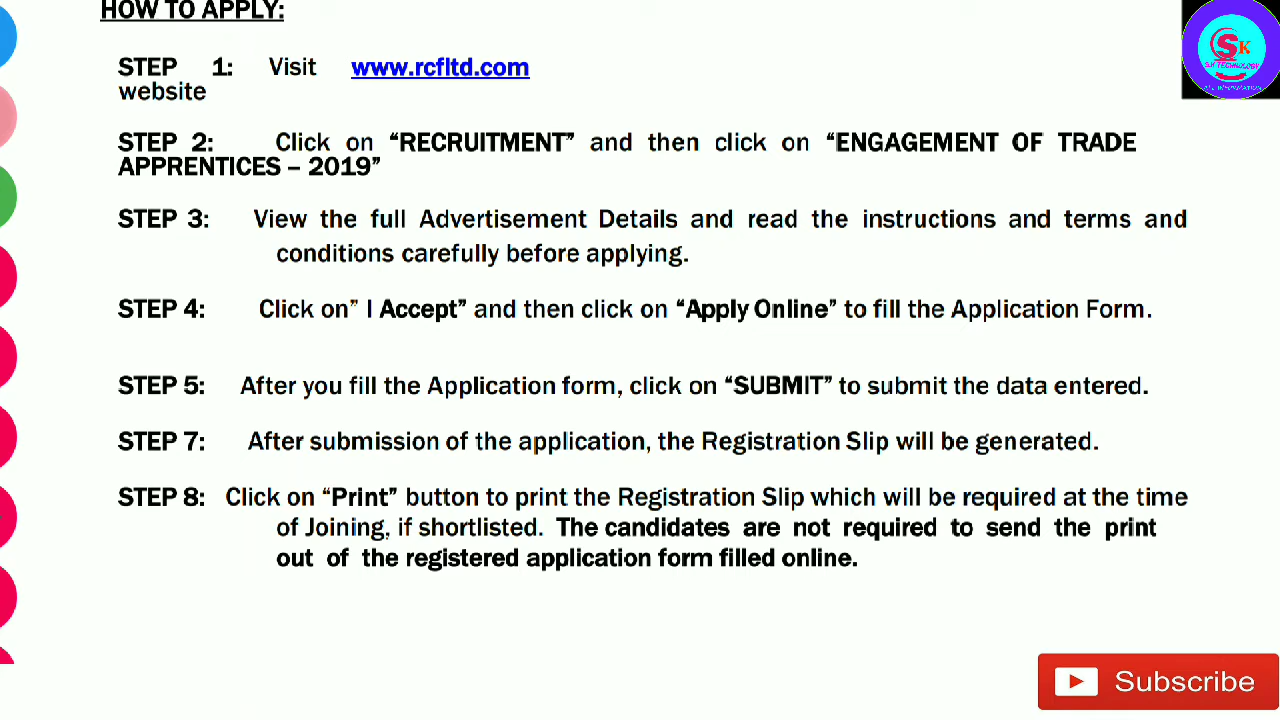 HOW TO APPLY:
STEP 1: Visit www.rcfltd.com
website
STEP 2: Click on “RECRUITMENT” and then click on “ENGAGEMENT OF TRADE
APPRENTICES – 2019”
STEP 3: View the full Advertisement Details and read the instructions and terms and
conditions carefully before applying.
STEP 4: Click on” I Accept” and then click on “Apply Online” to fill the Application Form.
STEP 5: After you fill the Application form, click on “SUBMIT” to submit the data entered.
STEP 7: After submission of the application, the Registration Slip will be generated.
STEP 8: Click on “Print” button to print the Registration Slip which will be required at the time
of Joining, if shortlisted. The candidates are not required to send the print
out of the registered application form filled online.
SK
S.K TECHNOLOGY
ALL INFORMATION
Subscribe